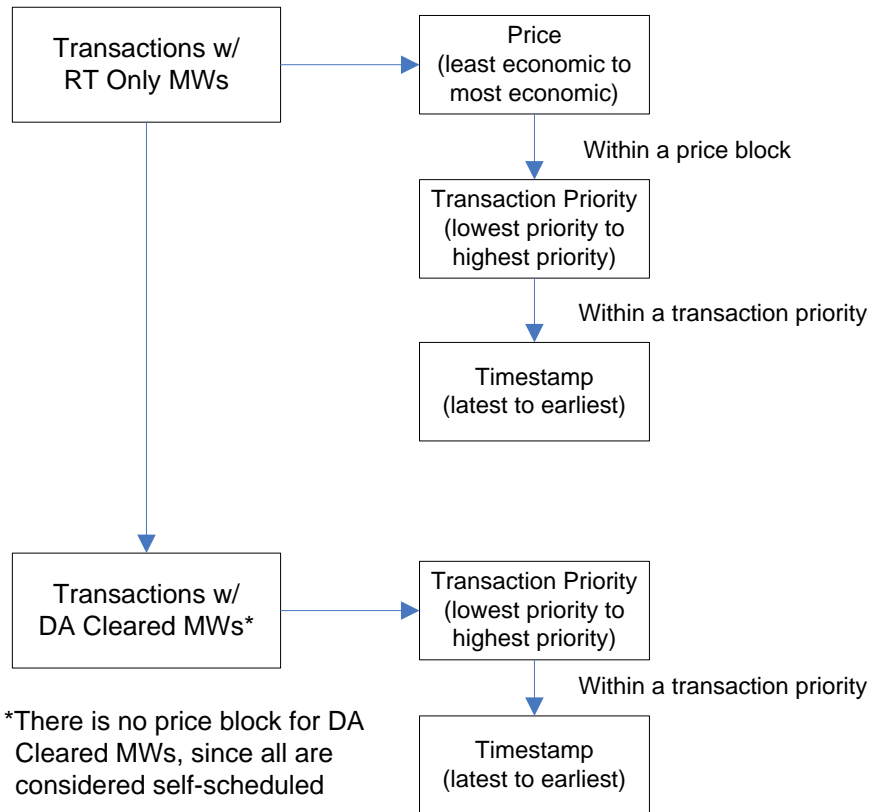 Transactions w/
RT Only MWs
Price
(least economic to
most economic)
Within a price block
Transaction Priority
(lowest priority to
highest priority)
Within a transaction priority
Timestamp
(latest to earliest)
Transactions w/
DA Cleared MWs*
Transaction Priority
(lowest priority to
highest priority)
Within a transaction priority
Timestamp
(latest to earliest)
*There is no price block for DA
Cleared MWs, since all are
considered self-scheduled